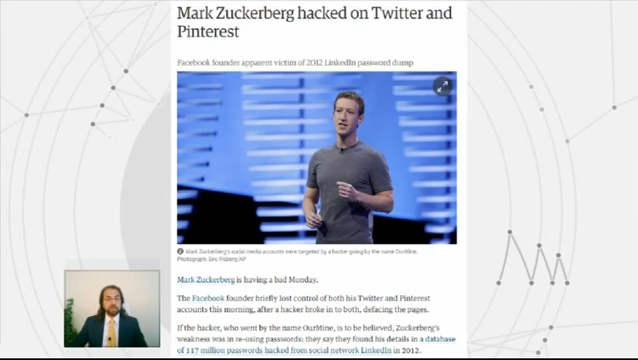 Mark Zuckerberg hacked on Twitter and
Pinterest
Facebook founder apparent victim of 2012 LinkedIn password dump
Mark Zuckerberg's social media accounts were targeted by a hacker going by the name OurMine.
Photograph: Eric Risberg/AP
Mark Zuckerberg is having a bad Monday.
The Facebook founder briefly lost control of both his Twitter and Pinterest
accounts this morning, after a hacker broke in to both, defacing the pages.
If the hacker, who went by the name OurMine, is to be believed, Zuckerberg's
weakness was in re-using passwords: they say they found his details in a database
of 117 million passwords hacked from social network LinkedIn in 2012.